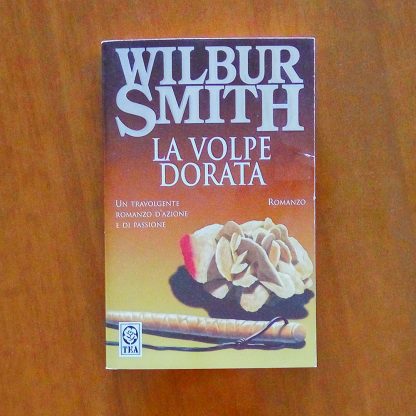 WILBUR
SMITH
LA VOLPE
DORATA
UN TRAVOLGENTE
ROMANZO D'AZIONE
E DI PASSIONE
ROMANZO
TEA